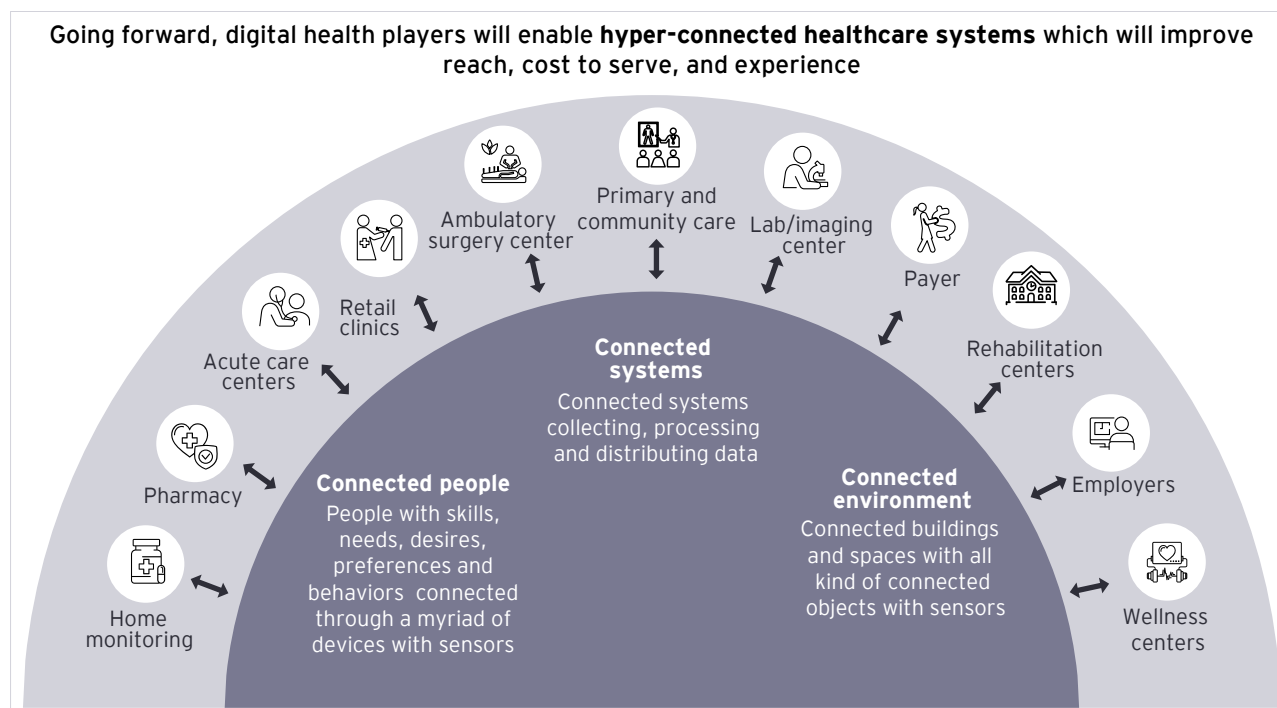 Going forward, digital health players will enable hyper-connected healthcare systems which will improve
reach, cost to serve, and experience
Home
monitoring
Pharmacy
Acute care
centers
Retail
clinics
Ambulatory
surgery center
Primary and
community care
Lab/imaging
center
Payer
Rehabilitation
centers
Employers
Wellness
centers
Connected people
People with skills,
needs, desires,
preferences and
behaviors connected
through a myriad of
devices with sensors
Connected
systems
Connected systems
collecting, processing
and distributing data
Connected
environment
Connected buildings
and spaces with all
kind of connected
objects with sensors